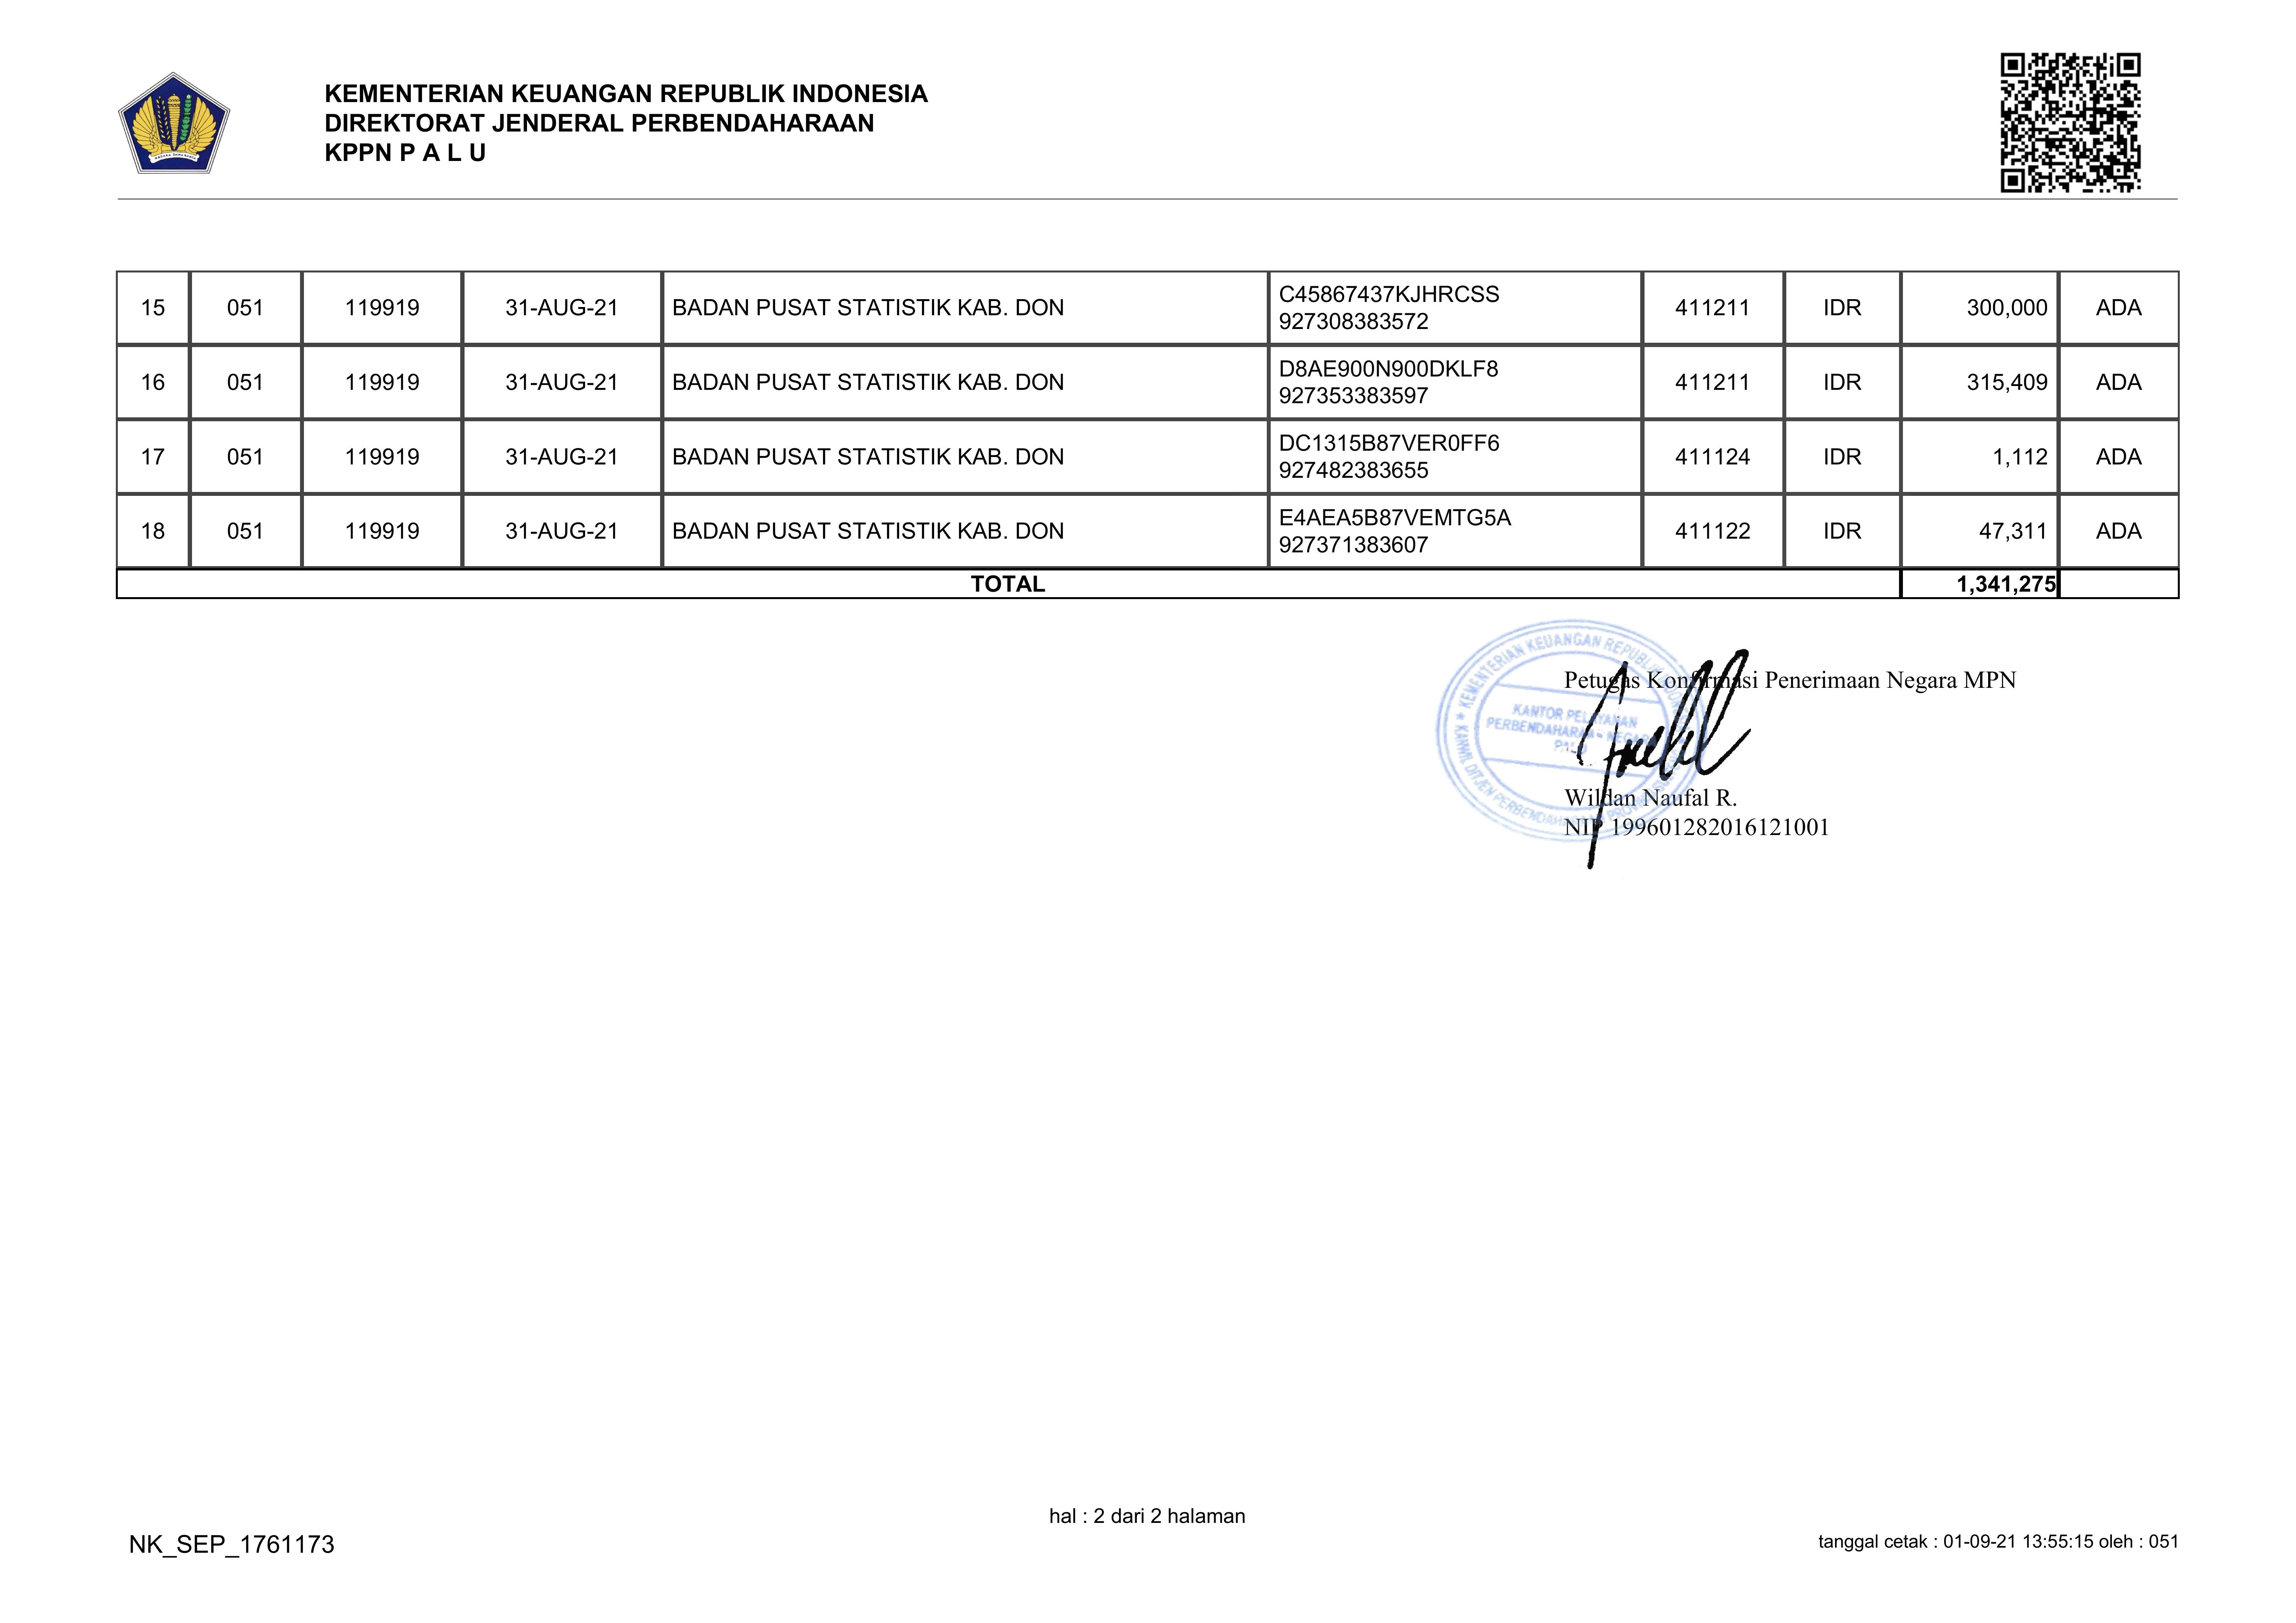 KEMENTERIAN KEUANGAN REPUBLIK INDONESIA
DIREKTORAT JENDERAL PERBENDAHARAAN
KPPN P A L U
15 051 119919 31-AUG-21 BADAN PUSAT STATISTIK KAB. DON C45867437KJHRCSS 411211 IDR 300,000 ADA
927308383572
16 051 119919 31-AUG-21 BADAN PUSAT STATISTIK KAB. DON D8AE900N900DKLF8 411211 IDR 315,409 ADA
927353383597
17 051 119919 31-AUG-21 BADAN PUSAT STATISTIK KAB. DON DC1315B87VER0FF6 411124 IDR 1,112 ADA
927482383655
18 051 119919 31-AUG-21 BADAN PUSAT STATISTIK KAB. DON E4AEA5B87VEMTG5A 411122 IDR 47,311 ADA
927371383607
TOTAL 1,341,275
KEMENTERIAN KEUANGAN REPUBLIK
KANTOR PELAYANAN
PERBENDAHARAAN NEGARA
PALU
KANWIL DITJEN PERBENDAHARAAN
Petugas Konfirmasi Penerimaan Negara MPN
Wildan Naufal R.
NIP 199601282016121001
hal : 2 dari 2 halaman
NK_SEP_1761173
tanggal cetak : 01-09-21 13:55:15 oleh : 051